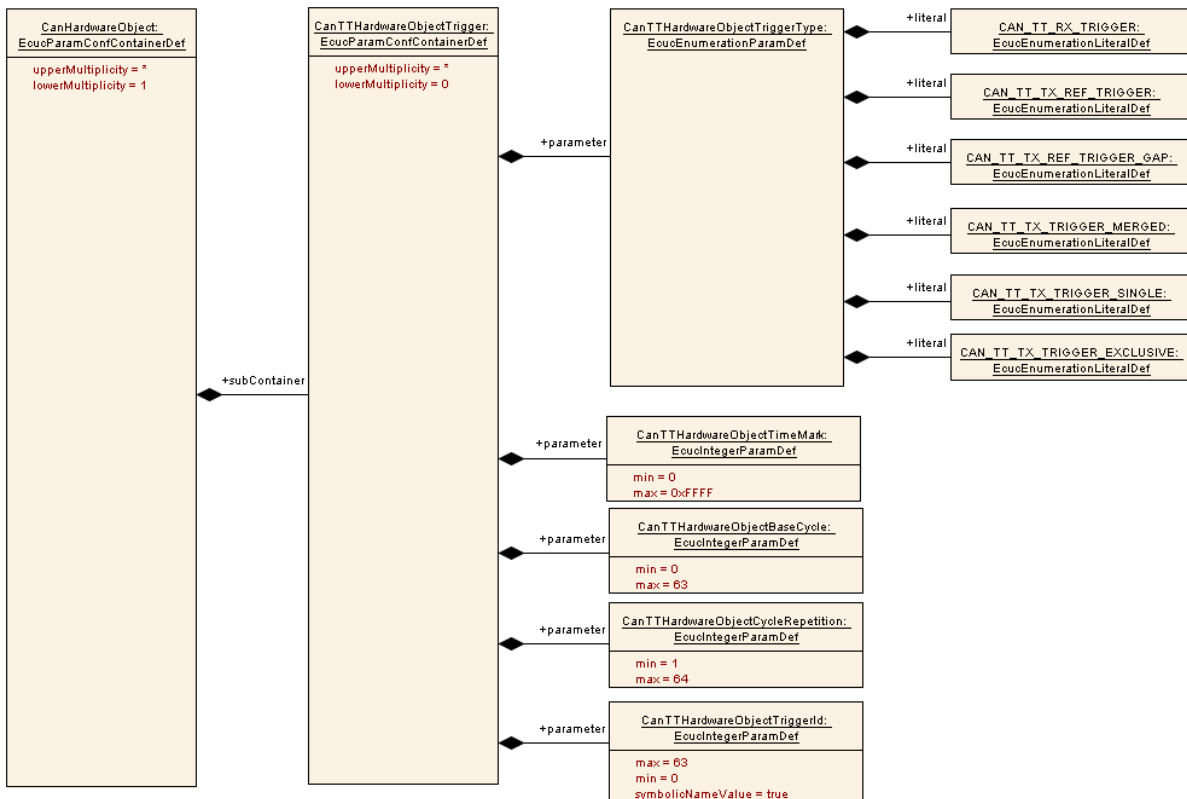 CanHardwareObject:
EcucParamConfContainerDef
upperMultiplicity = *
lowerMultiplicity = 1
+subContainer
CanTTHardwareObjectTrigger:
EcucParamConfContainerDef
upperMultiplicity = *
lowerMultiplicity = 0
+parameter
CanTTHardwareObjectTriggerType:
EcucEnumerationParamDef
+literal
CAN_TT_RX_TRIGGER:
EcucEnumerationLiteralDef
+literal
CAN_TT_TX_REF_TRIGGER:
EcucEnumerationLiteralDef
+literal
CAN_TT_TX_REF_TRIGGER_GAP:
EcucEnumerationLiteralDef
+literal
CAN_TT_TX_TRIGGER_MERGED:
EcucEnumerationLiteralDef
+literal
CAN_TT_TX_TRIGGER_SINGLE:
EcucEnumerationLiteralDef
+literal
CAN_TT_TX_TRIGGER_EXCLUSIVE:
EcucEnumerationLiteralDef
+parameter
CanTTHardwareObjectTimeMark:
EcucIntegerParamDef
min = 0
max = 0xFFFF
+parameter
CanTTHardwareObjectBaseCycle:
EcucIntegerParamDef
min = 0
max = 63
+parameter
CanTTHardwareObjectCycleRepetition:
EcucIntegerParamDef
min = 1
max = 64
+parameter
CanTTHardwareObjectTriggerId:
EcucIntegerParamDef
max = 63
min = 0
symbolicNameValue = true